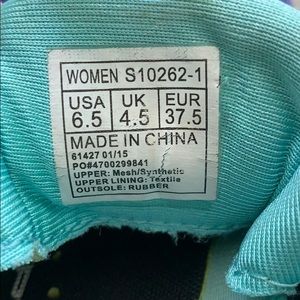 WOMEN S10262-1
USA UK EUR
6.5 4.5 37.5
MADE IN CHINA
61427 01/15
PO#4700299841
UPPER: Mesh/Synthetic
UPPER LINING: Textile
OUTSOLE: RUBBER